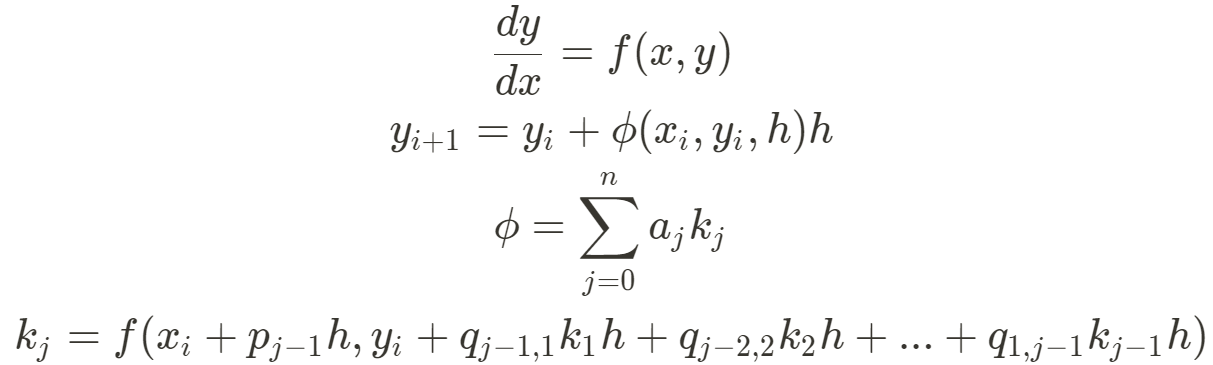 dy/dx = f(x, y)
y_{i+1} = y_i + ϕ(x_i, y_i, h)h
ϕ = ∑_{j=0}^{n} a_j k_j
k_j = f(x_i + p_{j−1}h, y_i + q_{j−1,1}k_1h + q_{j−2,2}k_2h + ... + q_{1,j−1}k_{j−1}h)